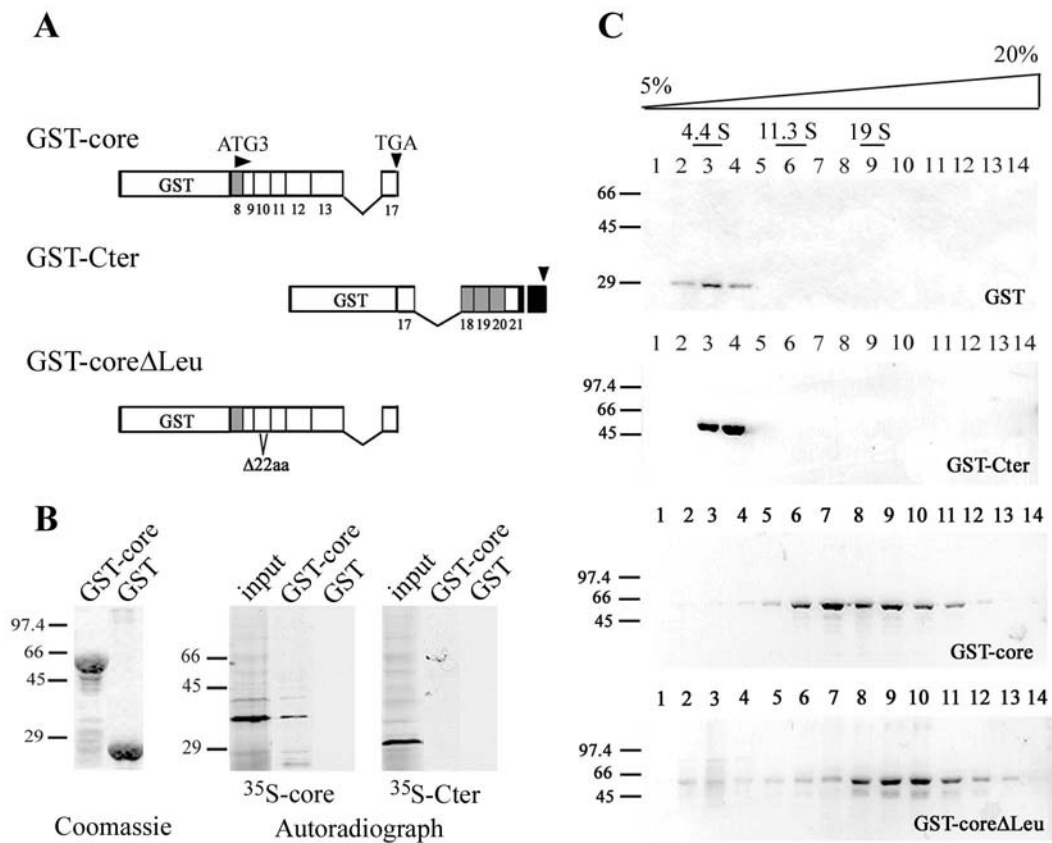 A
GST-core
ATG3
TGA
GST
8 9 10 11 12 13 17
GST-Cter
GST
17 18 19 20 21
GST-coreΔLeu
GST
Δ22aa
B
GST-core
GST
97.4
66
45
29
Coomassie
input
GST-core
GST
66
45
29
35S-core
input
GST-core
GST
35S-Cter
Autoradiograph
C
5%
20%
4.4 S 11.3 S 19 S
1 2 3 4 5 6 7 8 9 10 11 12 13 14
66
45
29
GST
1 2 3 4 5 6 7 8 9 10 11 12 13 14
97.4
66
45
GST-Cter
1 2 3 4 5 6 7 8 9 10 11 12 13 14
97.4
66
45
GST-core
1 2 3 4 5 6 7 8 9 10 11 12 13 14
97.4
66
45
GST-coreΔLeu